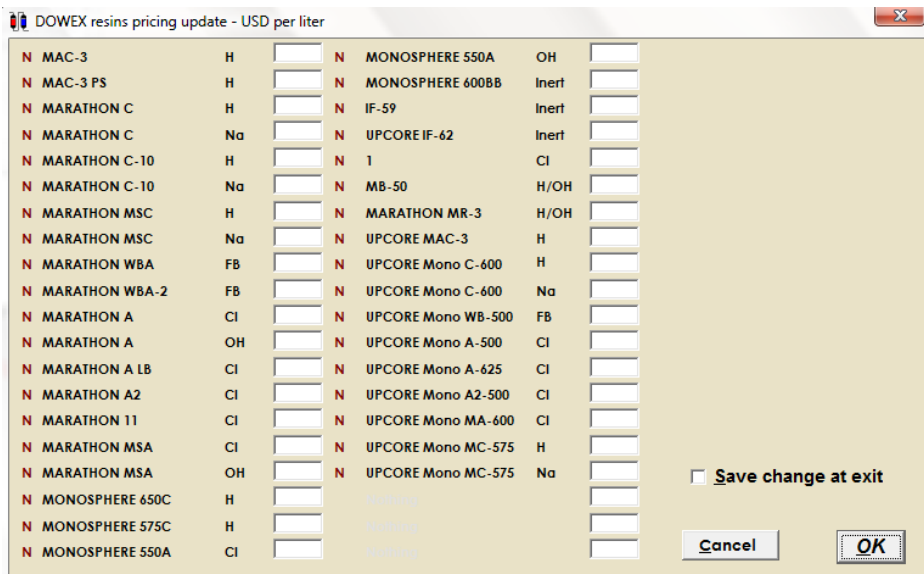 DOWEX resins pricing update - USD per liter
N MAC-3 H N MONOSPHERE 550A OH
N MAC-3 PS H N MONOSPHERE 600BB Inert
N MARATHON C H N IF-59 Inert
N MARATHON C Na N UPCORE IF-62 Inert
N MARATHON C-10 H N 1 Cl
N MARATHON C-10 Na N MB-50 H/OH
N MARATHON MSC H N MARATHON MR-3 H/OH
N MARATHON MSC Na N UPCORE MAC-3 H
N MARATHON WBA FB N UPCORE Mono C-600 H
N MARATHON WBA-2 FB N UPCORE Mono C-600 Na
N MARATHON A Cl N UPCORE Mono WB-500 FB
N MARATHON A OH N UPCORE Mono A-500 Cl
N MARATHON A LB Cl N UPCORE Mono A-625 Cl
N MARATHON A2 Cl N UPCORE Mono A2-500 Cl
N MARATHON 11 Cl N UPCORE Mono MA-600 Cl
N MARATHON MSA Cl N UPCORE Mono MC-575 H
N MARATHON MSA OH N UPCORE Mono MC-575 Na
N MONOSPHERE 650C H
N MONOSPHERE 575C H
N MONOSPHERE 550A Cl
Save change at exit
Cancel OK